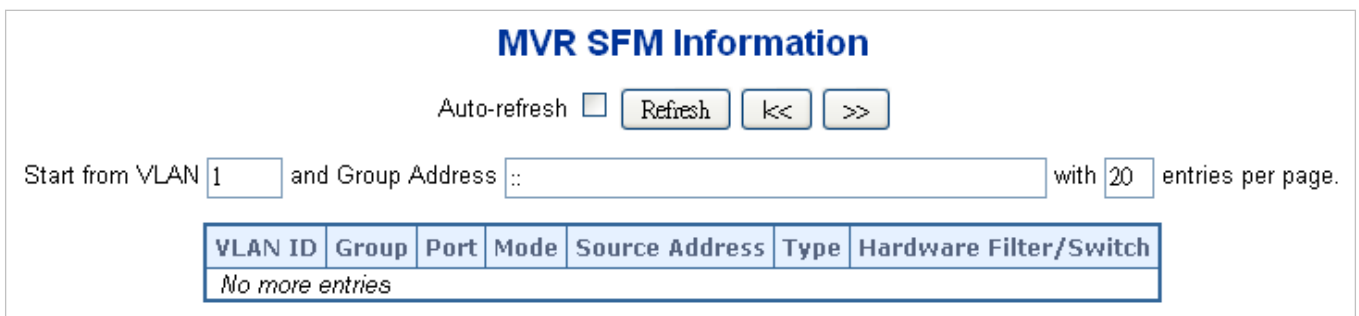 MVR SFM Information
Auto-refresh Refresh |<< >>
Start from VLAN 1 and Group Address :: with 20 entries per page.
VLAN ID Group Port Mode Source Address Type Hardware Filter/Switch
No more entries